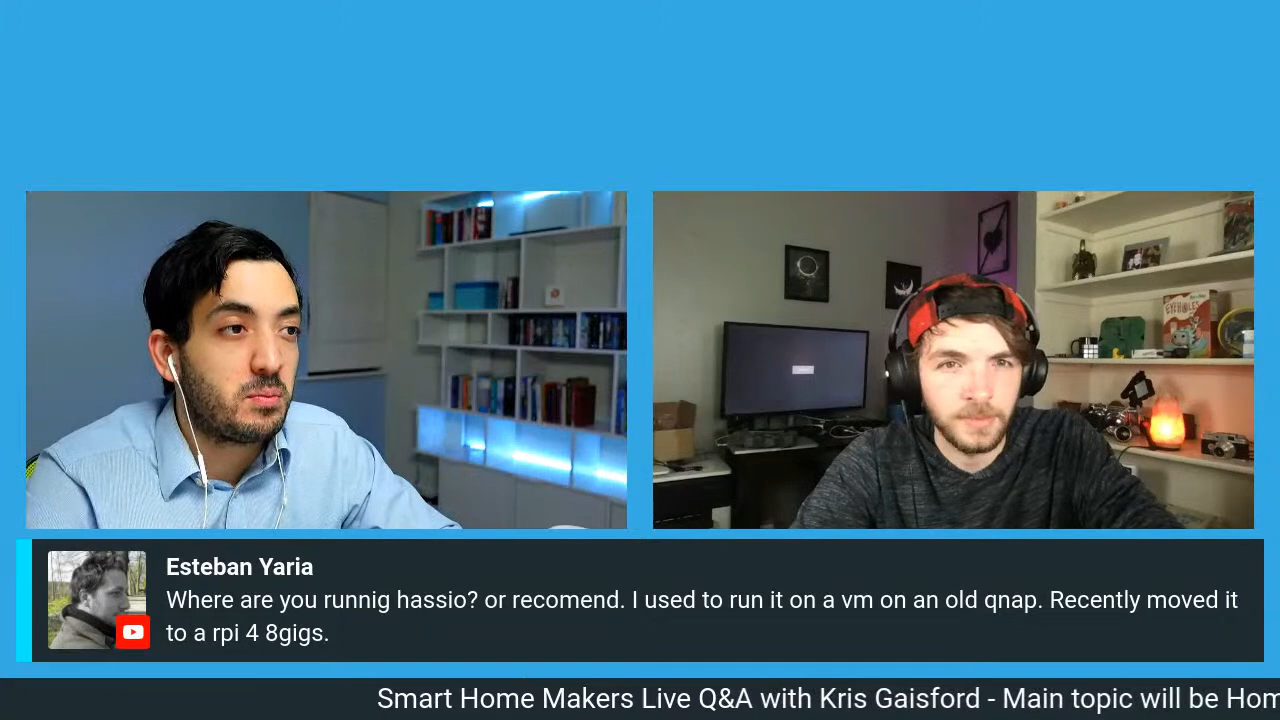 EYEHOLES
Esteban Yaria
Where are you runnig hassio? or recomend. I used to run it on a vm on an old qnap. Recently moved it
to a rpi 4 8gigs.
Smart Home Makers Live Q&A with Kris Gaisford - Main topic will be Hom